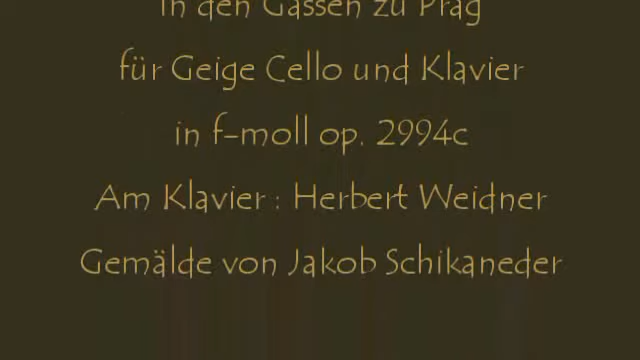 In den Gassen zu Prag
für Geige Cello und Klavier
in f-moll op. 2994c
Am Klavier : Herbert Weidner
Gemälde von Jakob Schikaneder